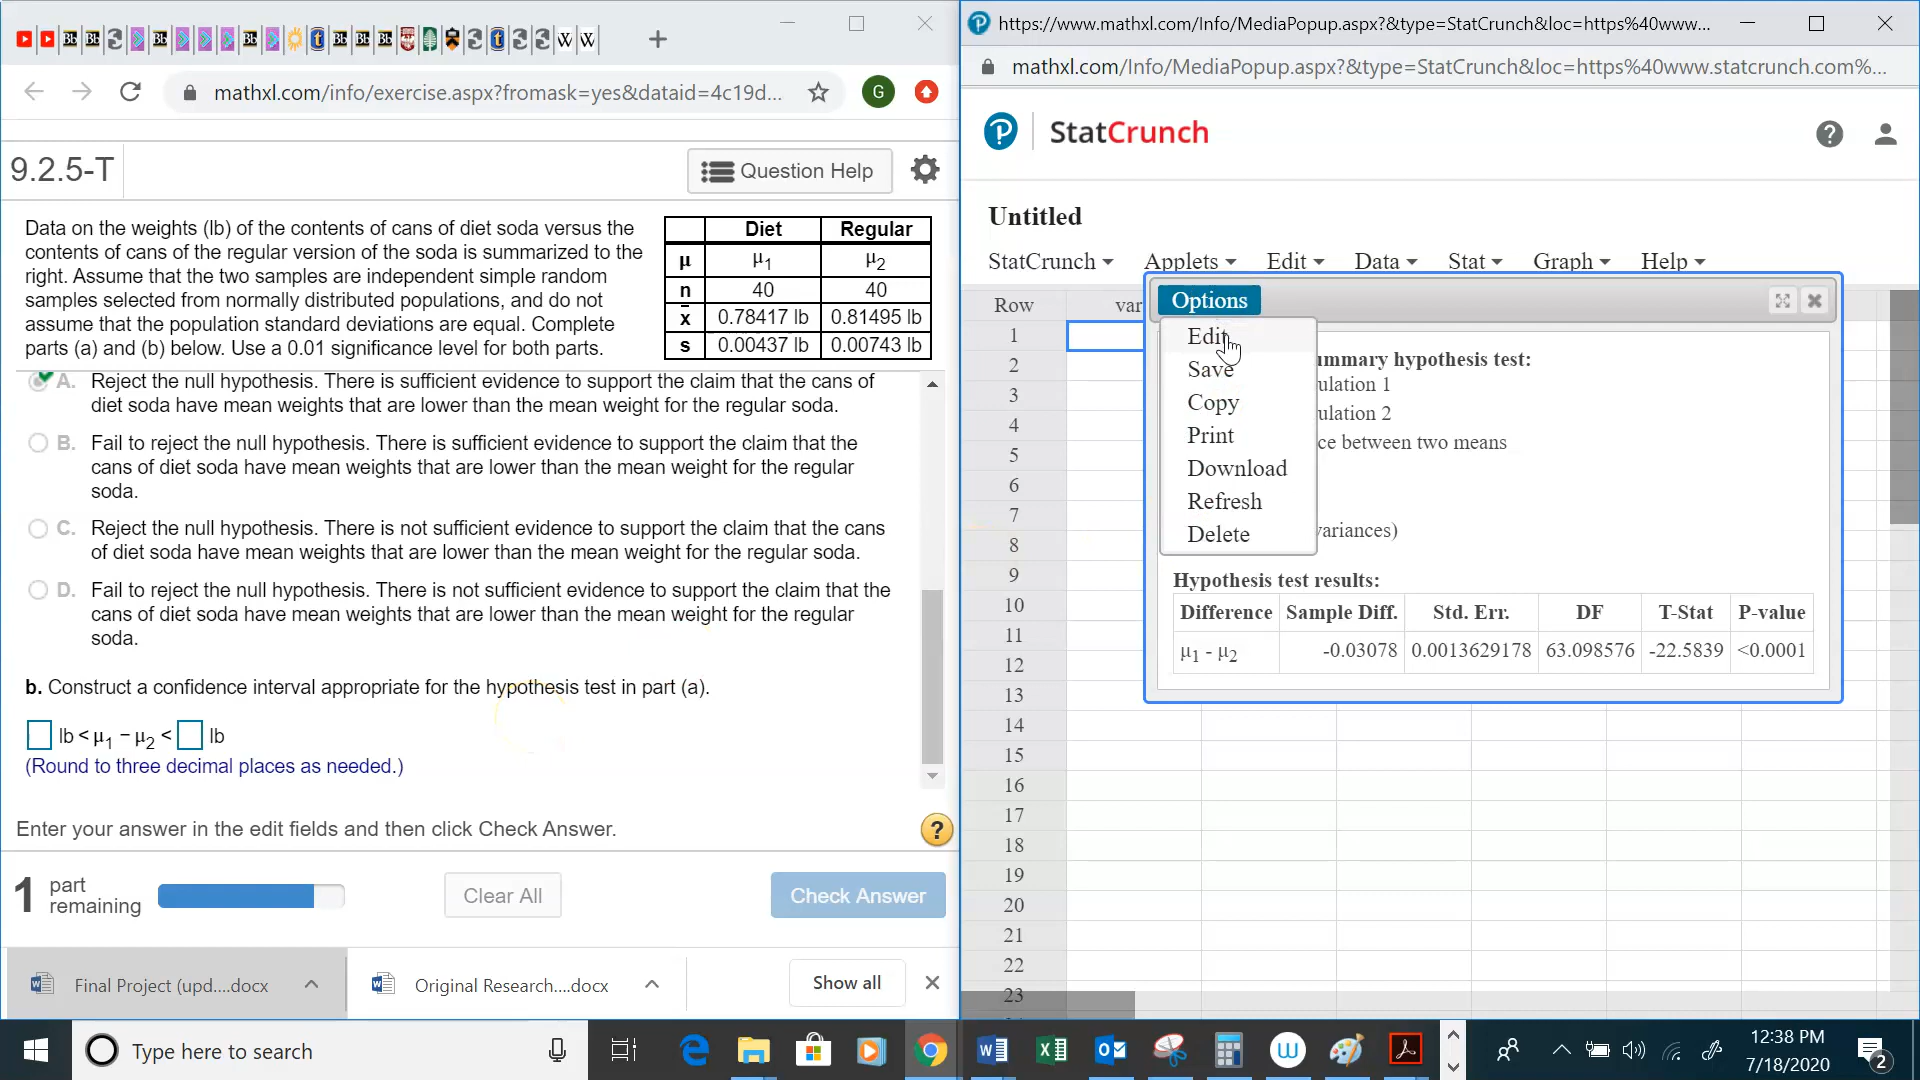 https://www.mathxl.com/Info/MediaPopup.aspx?&type=StatCrunch&loc=https%40www...
mathxl.com/info/exercise.aspx?fromask=yes&dataid=4c19d...
G
mathxl.com/Info/MediaPopup.aspx?&type=StatCrunch&loc=https%40www.statcrunch.com%...
9.2.5-T
Question Help
Data on the weights (lb) of the contents of cans of diet soda versus the
contents of cans of the regular version of the soda is summarized to the
right. Assume that the two samples are independent simple random
samples selected from normally distributed populations, and do not
assume that the population standard deviations are equal. Complete
parts (a) and (b) below. Use a 0.01 significance level for both parts.
Diet Regular
μ μ1 μ2
n 40 40
x̄ 0.78417 lb 0.81495 lb
s 0.00437 lb 0.00743 lb
A. Reject the null hypothesis. There is sufficient evidence to support the claim that the cans of
diet soda have mean weights that are lower than the mean weight for the regular soda.
B. Fail to reject the null hypothesis. There is sufficient evidence to support the claim that the
cans of diet soda have mean weights that are lower than the mean weight for the regular
soda.
C. Reject the null hypothesis. There is not sufficient evidence to support the claim that the cans
of diet soda have mean weights that are lower than the mean weight for the regular soda.
D. Fail to reject the null hypothesis. There is not sufficient evidence to support the claim that the
cans of diet soda have mean weights that are lower than the mean weight for the regular
soda.
b. Construct a confidence interval appropriate for the hypothesis test in part (a).
lb < μ1 − μ2 < lb
(Round to three decimal places as needed.)
Enter your answer in the edit fields and then click Check Answer.
?
1 part
remaining
Clear All
Check Answer
Final Project (upd....docx
Original Research....docx
Show all
StatCrunch
Untitled
StatCrunch Applets Edit Data Stat Graph Help
Row var
1
2
3
4
5
6
7
8
9
10
11
12
13
14
15
16
17
18
19
20
21
22
23
Options
Edit
Save
Copy
Print
Download
Refresh
Delete
ummary hypothesis test:
ulation 1
ulation 2
ce between two means
variances)
Hypothesis test results:
Difference Sample Diff. Std. Err. DF T-Stat P-value
μ1 - μ2 -0.03078 0.0013629178 63.098576 -22.5839 <0.0001
Type here to search
12:38 PM
7/18/2020
2